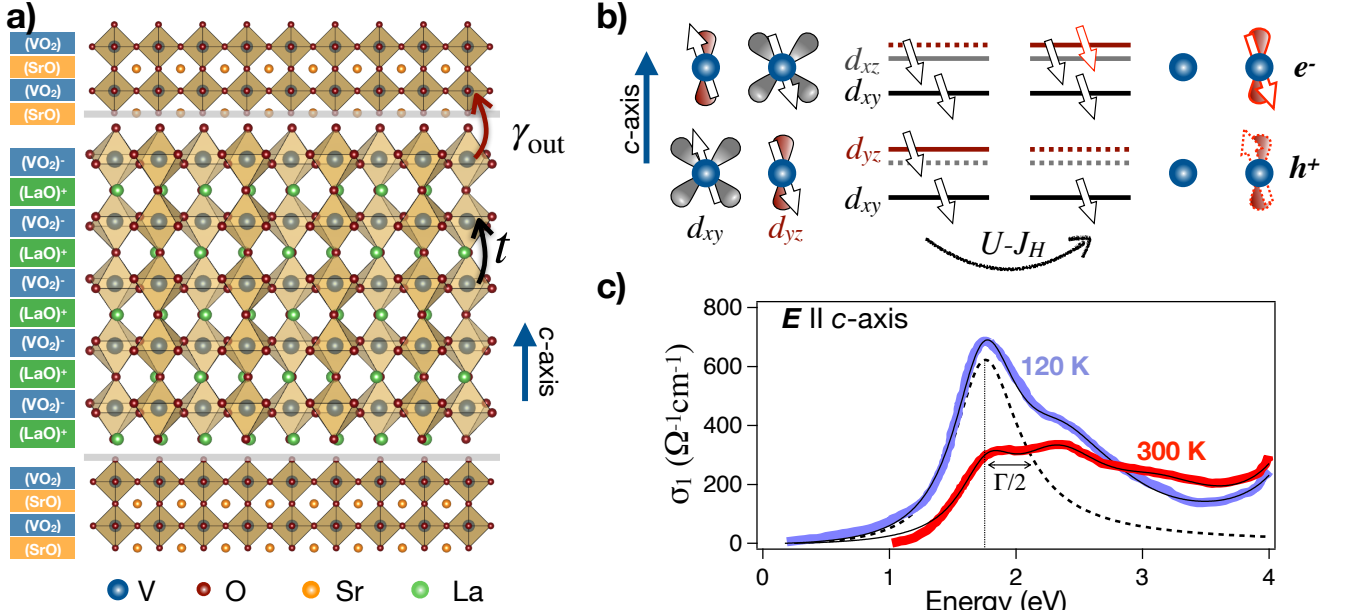 a)
(VO₂)
(SrO)
(VO₂)
(SrO)
(VO₂)⁻
(LaO)⁺
(VO₂)⁻
(LaO)⁺
(VO₂)⁻
(LaO)⁺
(VO₂)⁻
(LaO)⁺
(VO₂)⁻
(LaO)⁺
(VO₂)
(SrO)
(VO₂)
(SrO)
γout
t
c-axis
V O Sr La
b)
c-axis
dxz
dxy
e⁻
dyz
dxy
h⁺
dxy dyz
U-JH
c)
800
600
400
200
0
σ₁ (Ω⁻¹cm⁻¹)
E II c-axis
120 K
300 K
Γ/2
0 1 2 3 4
Energy (eV)